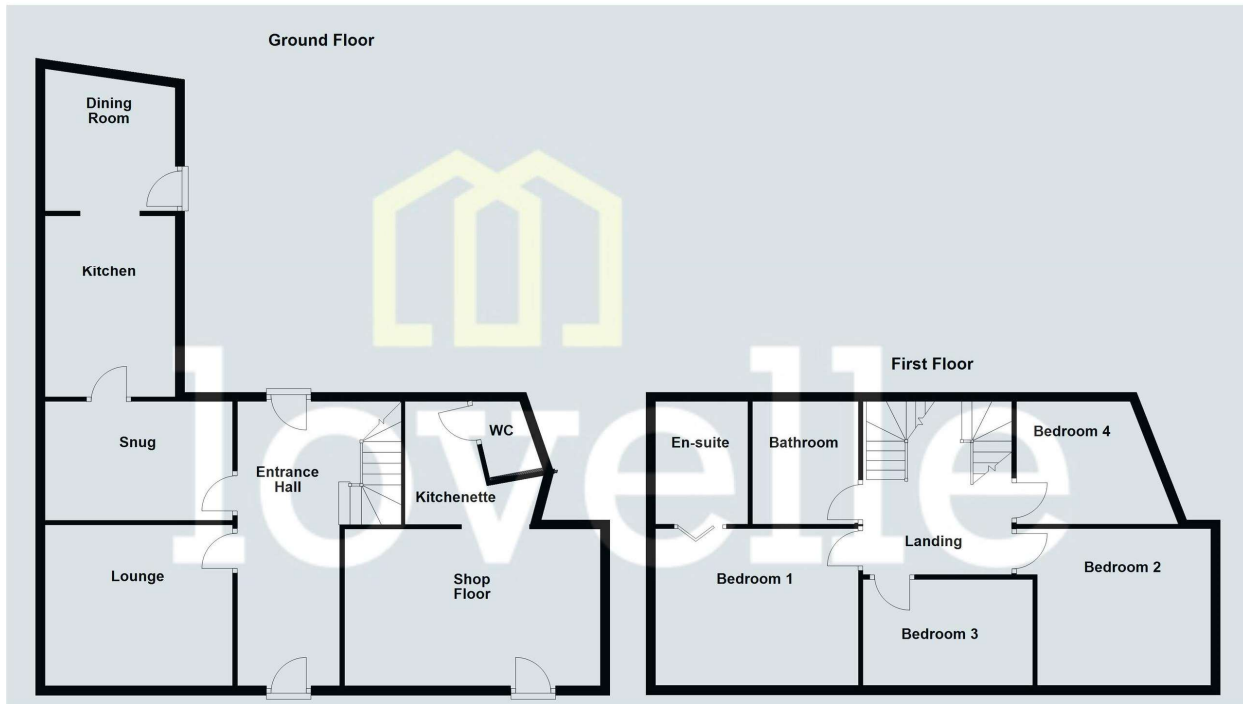 Ground Floor
Dining
Room
Kitchen
Snug
Entrance
Hall
WC
Kitchenette
Lounge
Shop
Floor
First Floor
En-suite
Bathroom
Bedroom 4
Landing
Bedroom 1
Bedroom 2
Bedroom 3
lovelle